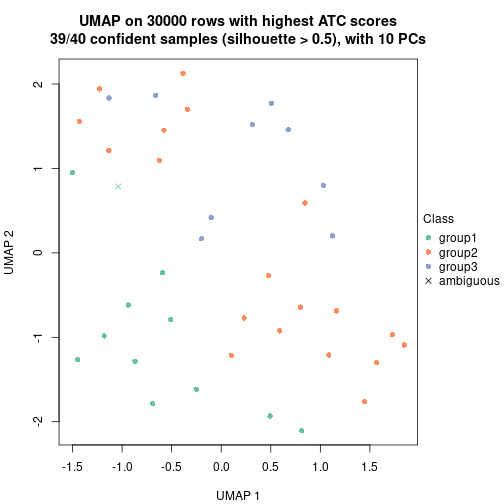 UMAP on 30000 rows with highest ATC scores
39/40 confident samples (silhouette > 0.5), with 10 PCs
2
1
0
-1
-2
UMAP 2
-1.5 -1.0 -0.5 0.0 0.5 1.0 1.5
UMAP 1
Class
group1
group2
group3
ambiguous